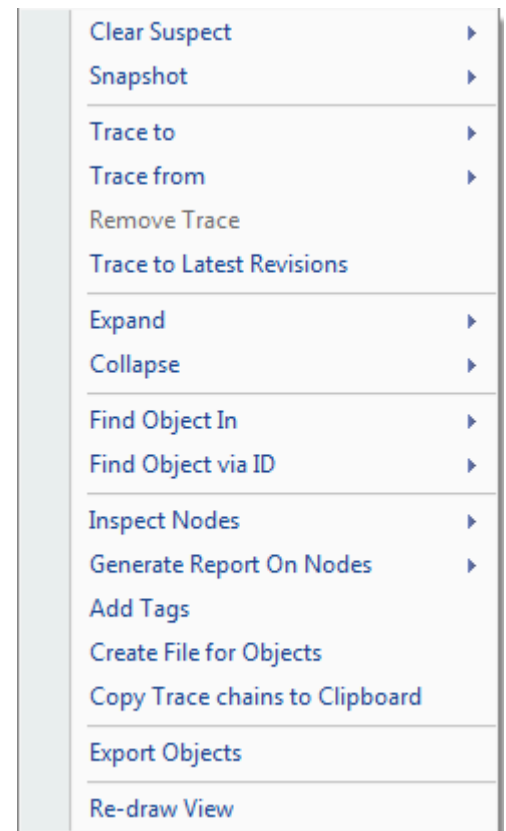 Clear Suspect
Snapshot
Trace to
Trace from
Remove Trace
Trace to Latest Revisions
Expand
Collapse
Find Object In
Find Object via ID
Inspect Nodes
Generate Report On Nodes
Add Tags
Create File for Objects
Copy Trace chains to Clipboard
Export Objects
Re-draw View